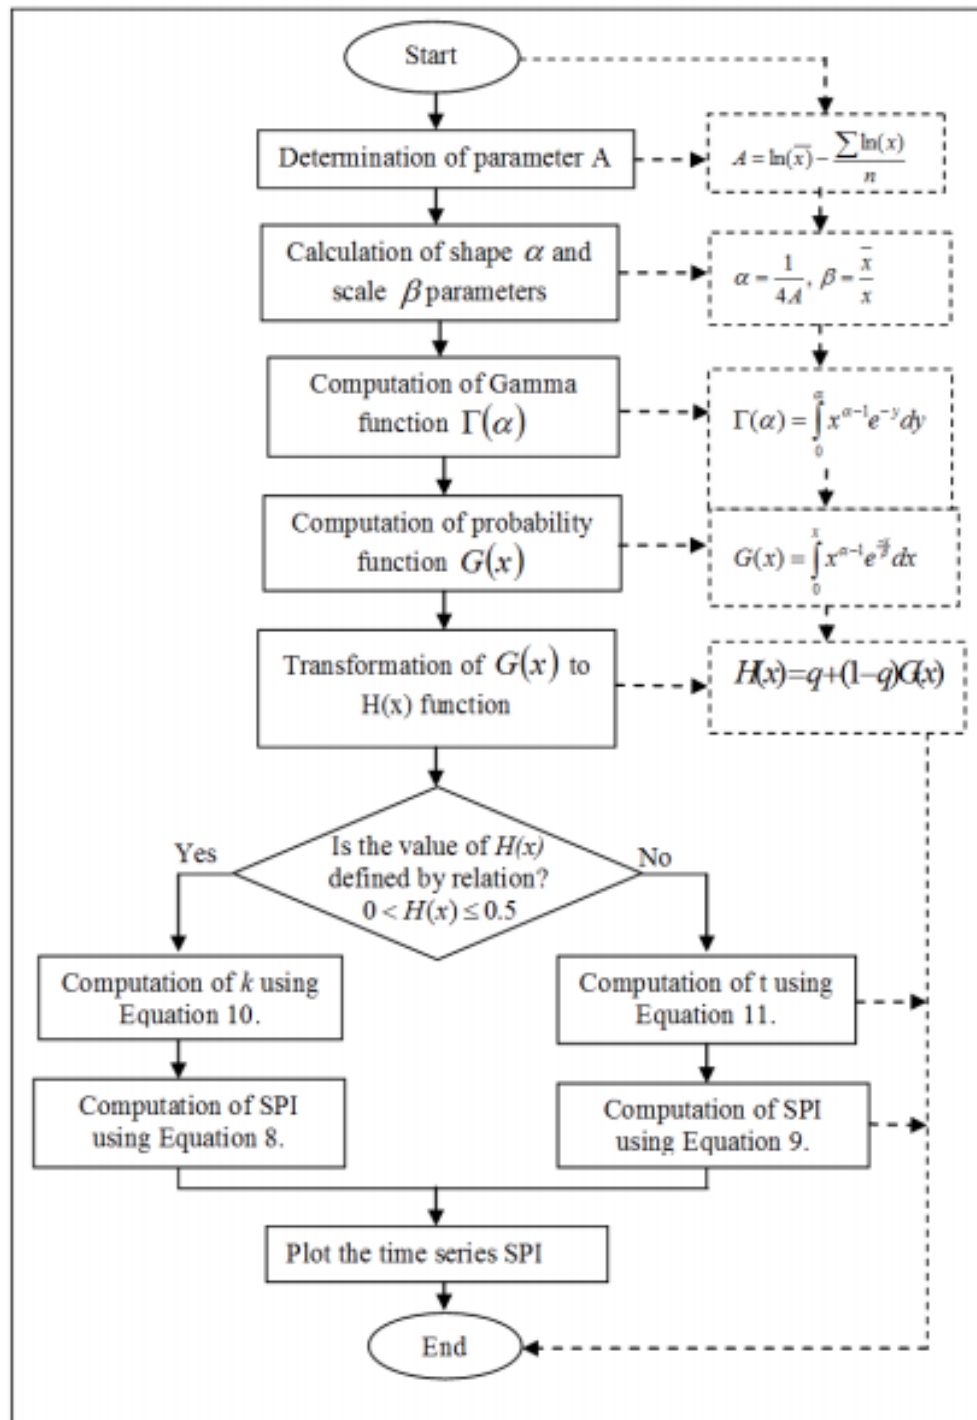 Start
Determination of parameter A
A = ln(x̄) − ∑ ln(x) / n
Calculation of shape α and
scale β parameters
α = 1 / 4A, β = x̄ / x
Computation of Gamma
function Γ(α)
Γ(α) = ∫₀^α x^(α−1) e^(−y) dy
Computation of probability
function G(x)
G(x) = ∫₀^x x^(α−1) e^(−x/β) dx
Transformation of G(x) to
H(x) function
H(x)=q+(1−q)G(x)
Is the value of H(x)
defined by relation?
0 < H(x) ≤ 0.5
Yes
No
Computation of k using
Equation 10.
Computation of t using
Equation 11.
Computation of SPI
using Equation 8.
Computation of SPI
using Equation 9.
Plot the time series SPI
End